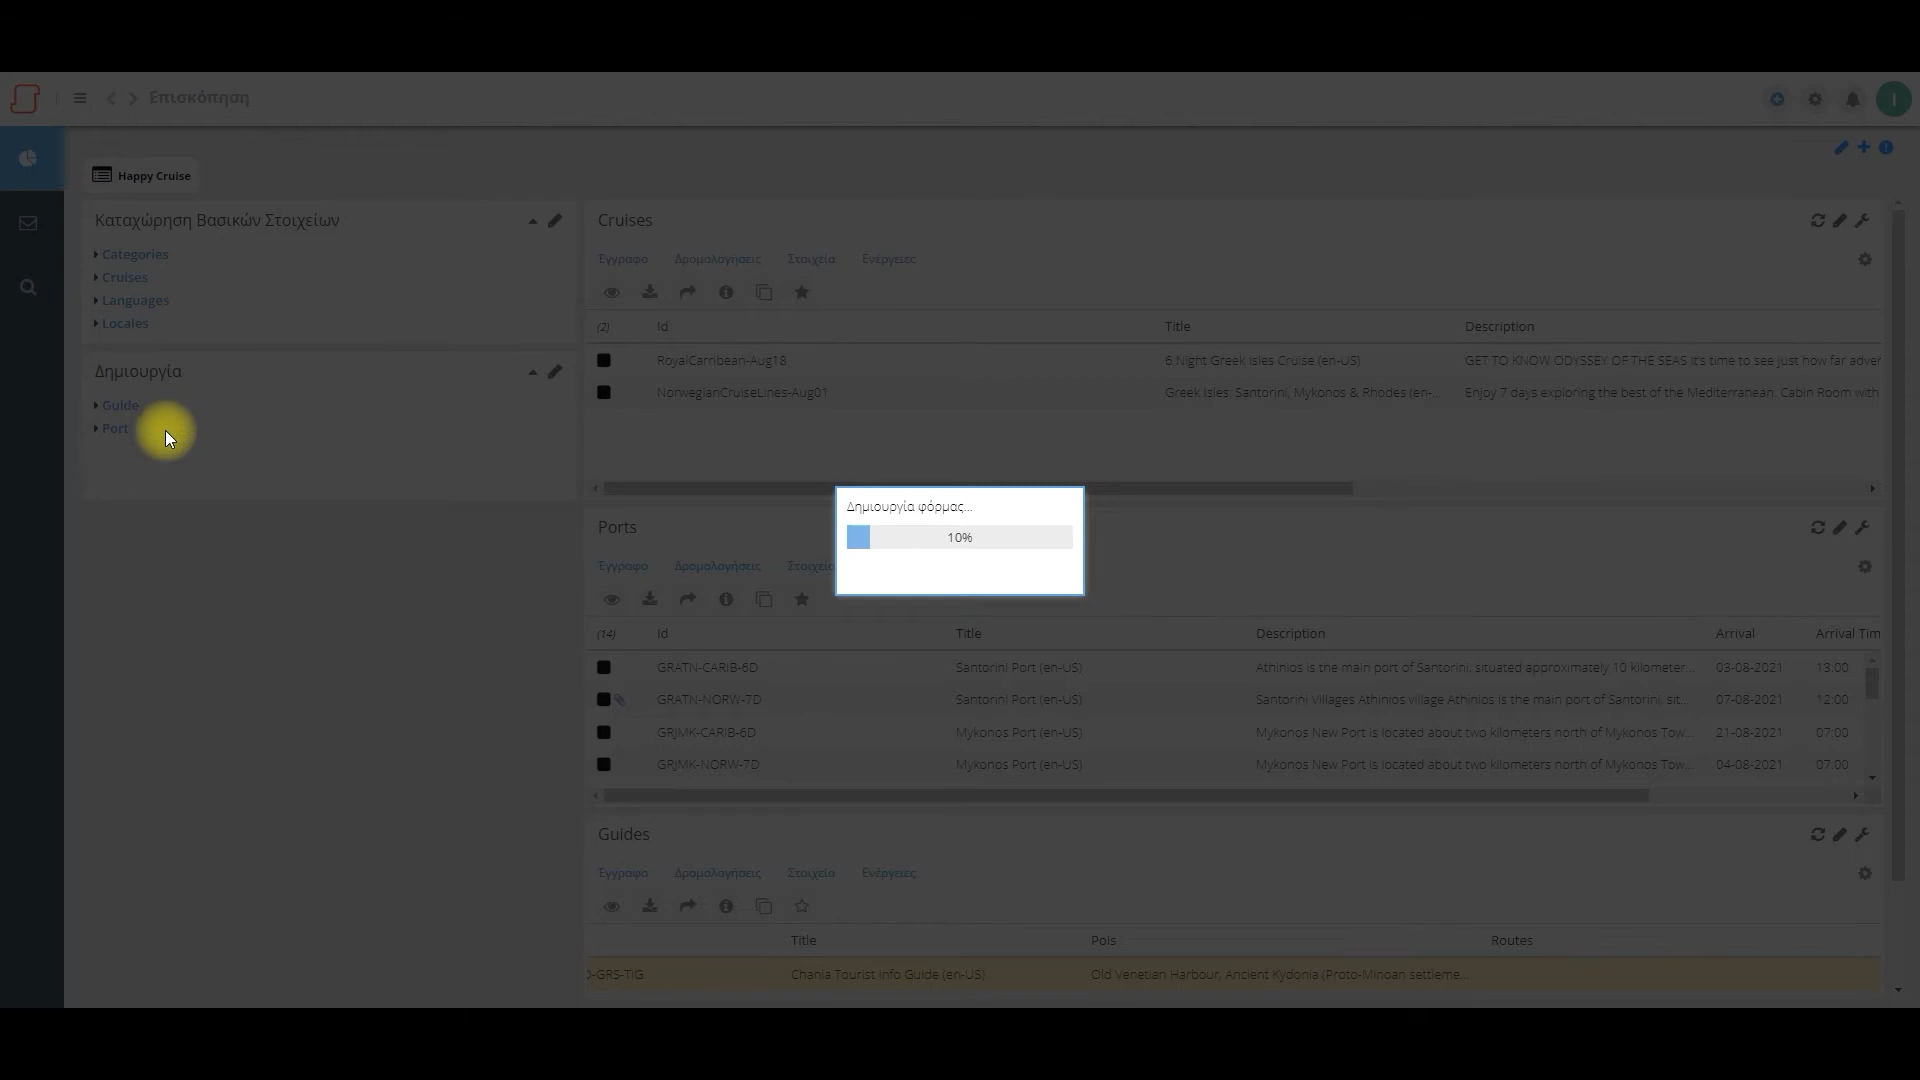 Επισκόπηση
I
Happy Cruise
Καταχώρηση Βασικών Στοιχείων
Categories
Cruises
Languages
Locales
Δημιουργία
Guide
Port
Cruises
Έγγραφο Δρομολογήσεις Στοιχεία Ενέργειες
(2) Id Title Description
RoyalCarribean-Aug18 6 Night Greek Isles Cruise (en-US) GET TO KNOW ODYSSEY OF THE SEAS It's time to see just how far adver
NorwegianCruiseLines-Aug01 Greek Isles: Santorini, Mykonos & Rhodes (en-... Enjoy 7 days exploring the best of the Mediterranean. Cabin Room with
Δημιουργία φόρμας...
10%
Ports
Έγγραφο Δρομολογήσεις Στοιχεία
(14) Id Title Description Arrival Arrival Tim
GRATN-CARIB-6D Santorini Port (en-US) Athinios is the main port of Santorini, situated approximately 10 kilometer... 03-08-2021 13:00
GRATN-NORW-7D Santorini Port (en-US) Santorini Villages Athinios village Athinios is the main port of Santorini, sit... 07-08-2021 12:00
GRJMK-CARIB-6D Mykonos Port (en-US) Mykonos New Port is located about two kilometers north of Mykonos Tow... 21-08-2021 07:00
GRJMK-NORW-7D Mykonos Port (en-US) Mykonos New Port is located about two kilometers north of Mykonos Tow... 04-08-2021 07:00
Guides
Έγγραφο Δρομολογήσεις Στοιχεία Ενέργειες
Title Pois Routes
-GRS-TIG Chania Tourist Info Guide (en-US) Old Venetian Harbour, Ancient Kydonia (Proto-Minoan settleme...